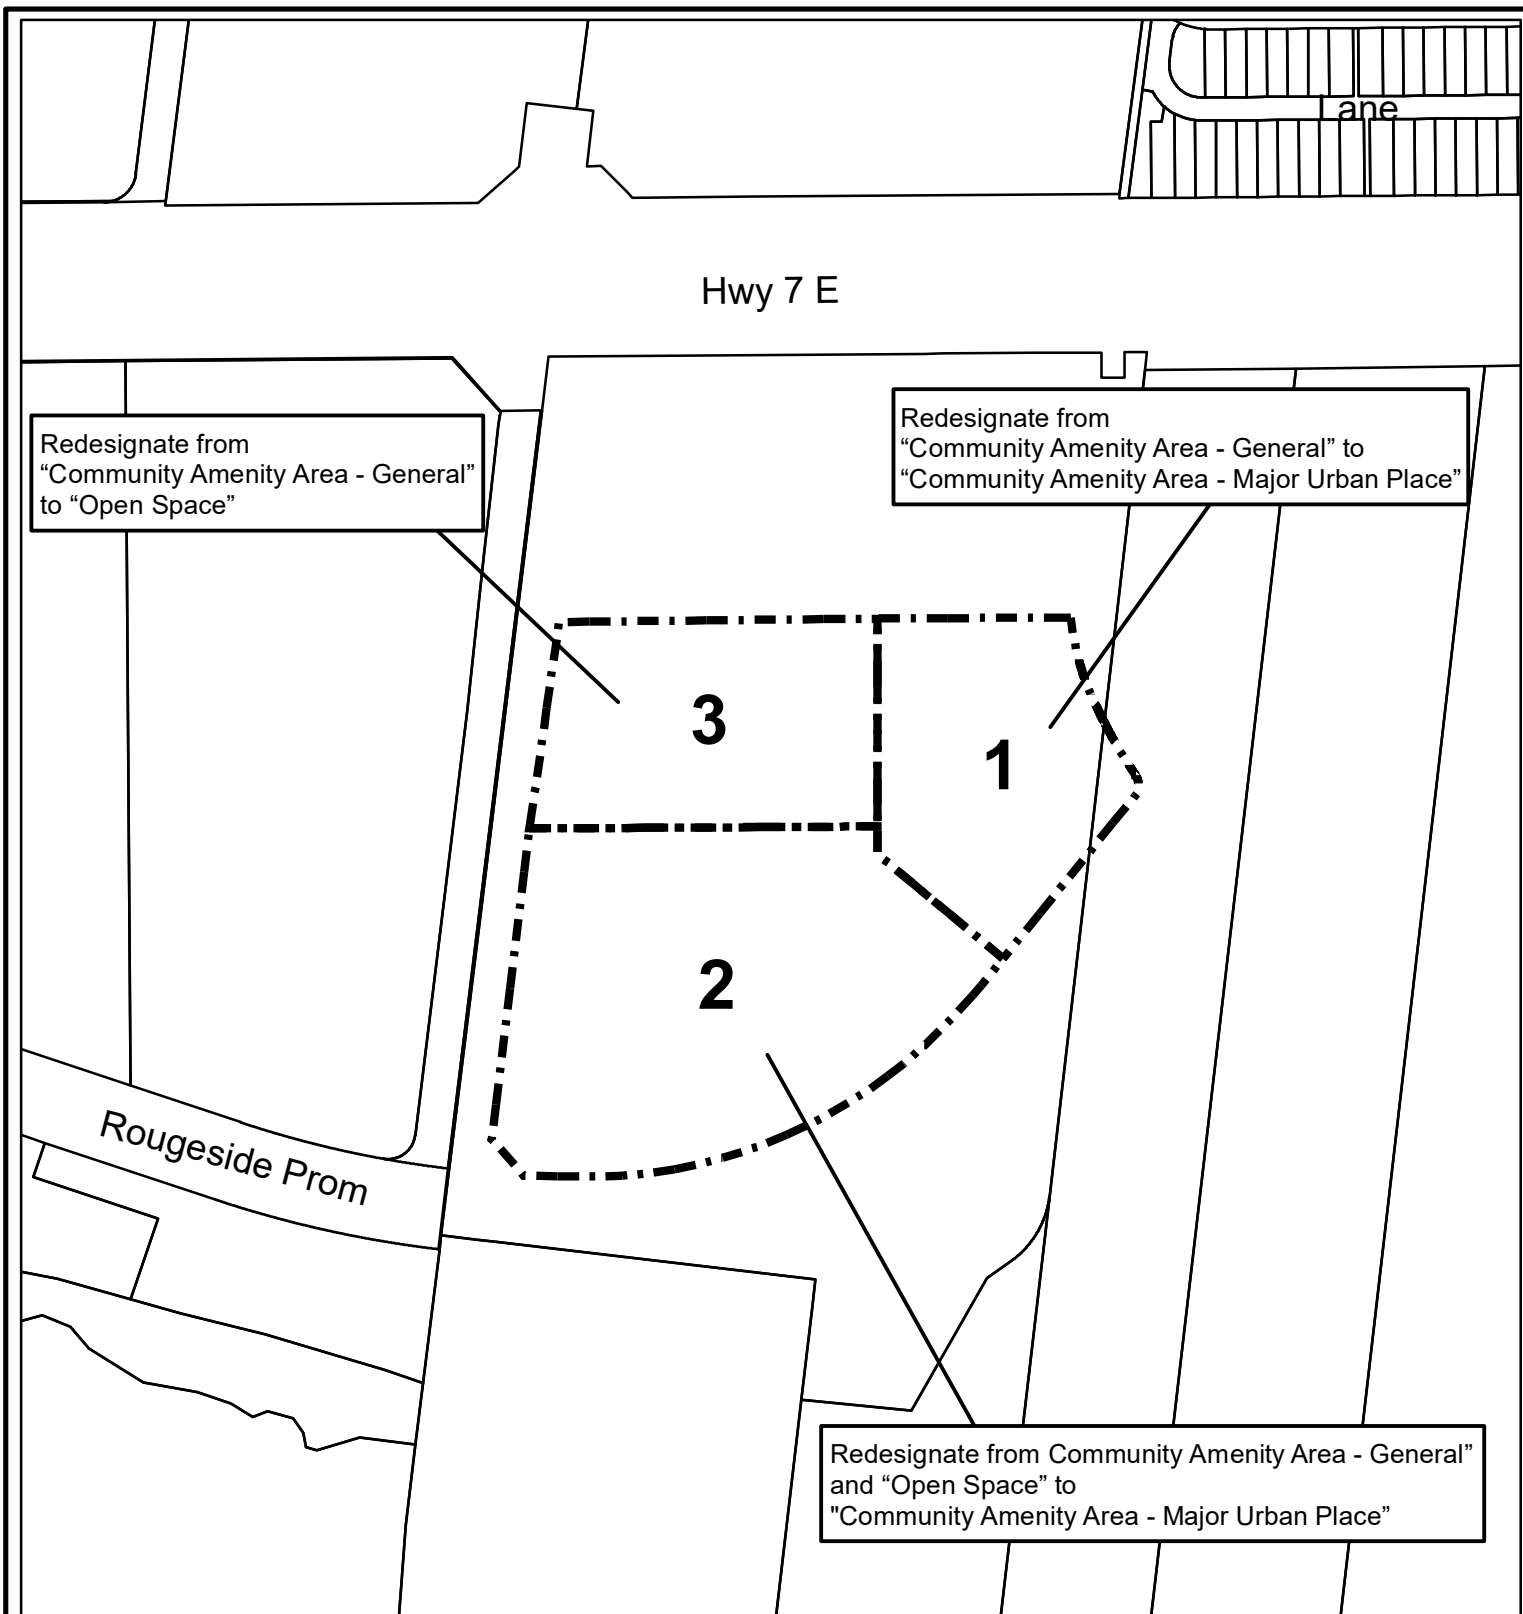 Lane
Hwy 7 E
Redesignate from
“Community Amenity Area - General”
to “Open Space”
Redesignate from
“Community Amenity Area - General” to
“Community Amenity Area - Major Urban Place”
3
1
2
Rougeside Prom
Redesignate from Community Amenity Area - General”
and “Open Space” to
"Community Amenity Area - Major Urban Place”